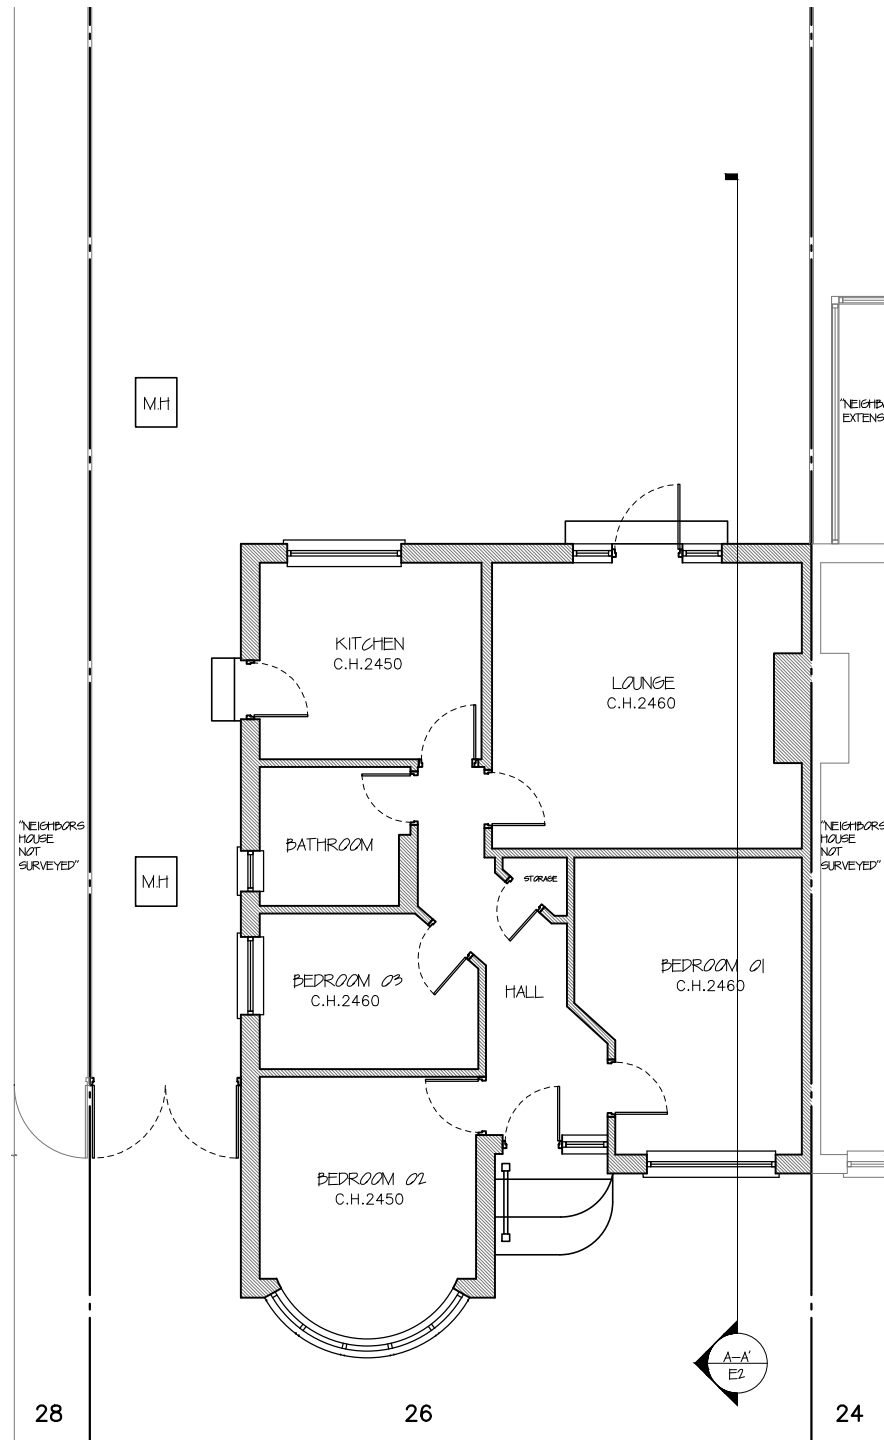 M.H
"NEIGHB
EXTENS
KITCHEN
C.H.2450
LOUNGE
C.H.2460
"NEIGHBORS
HOUSE
NOT
SURVEYED"
BATHROOM
M.H
STORAGE
"NEIGHBORS
HOUSE
NOT
SURVEYED"
BEDROOM 03
C.H.2460
HALL
BEDROOM 01
C.H.2460
BEDROOM 02
C.H.2450
A-A'
E2
28
26
24